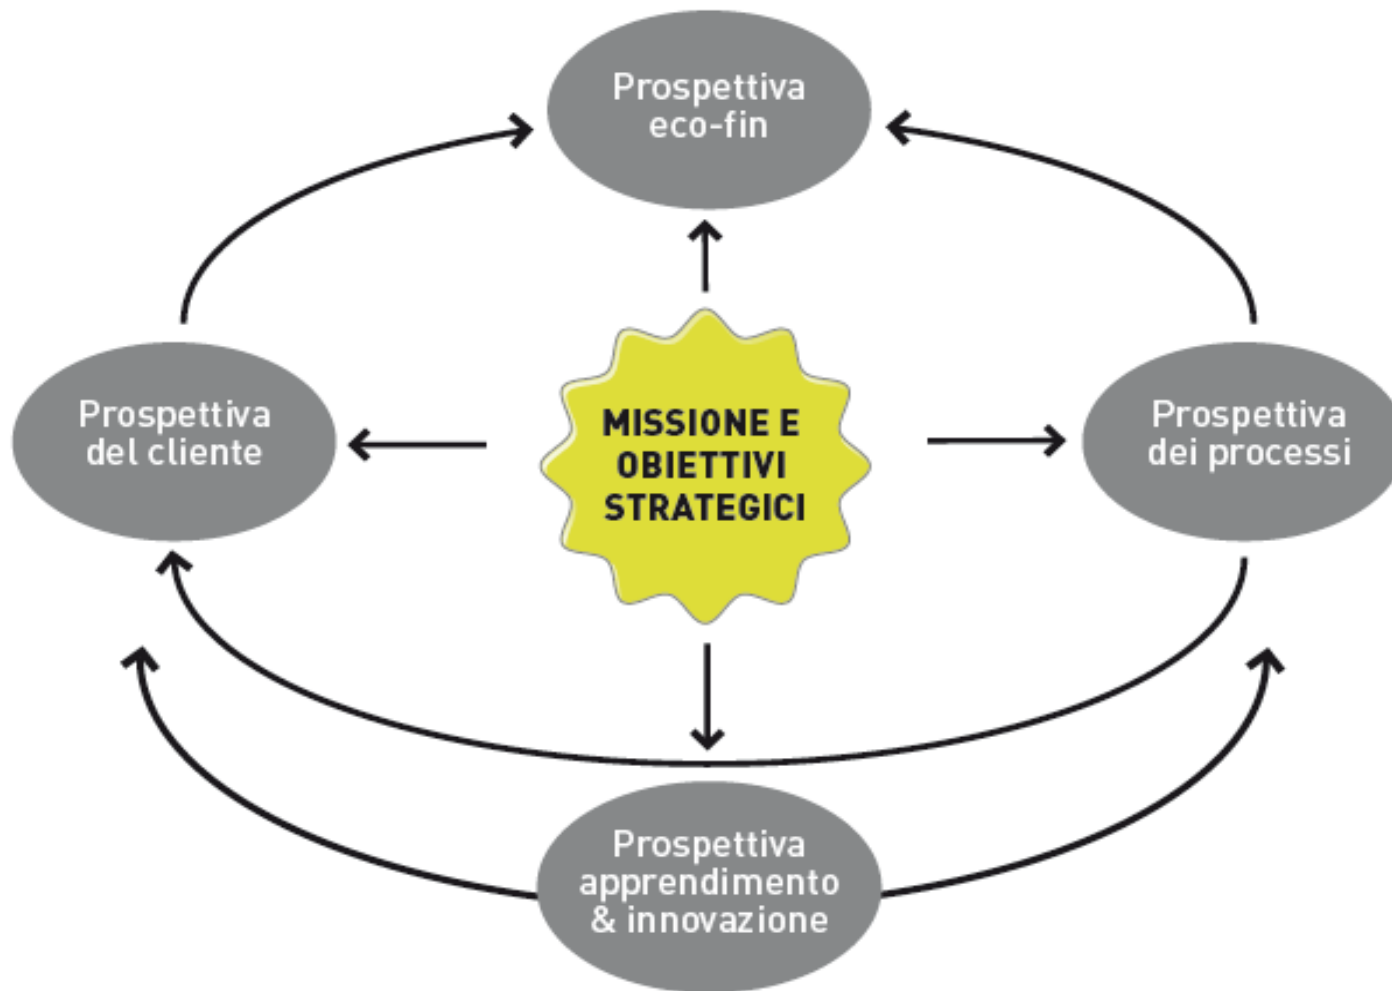 Prospettiva
eco-fin
Prospettiva
del cliente
MISSIONE E
OBIETTIVI
STRATEGICI
Prospettiva
dei processi
Prospettiva
apprendimento
& innovazione